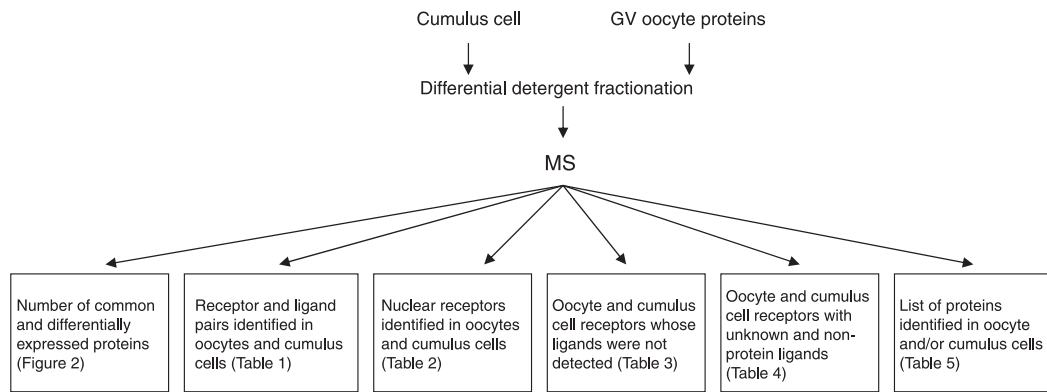 Cumulus cell
GV oocyte proteins
Differential detergent fractionation
MS
Number of common
and differentially
expressed proteins
(Figure 2)
Receptor and ligand
pairs identified in
oocytes and cumulus
cells (Table 1)
Nuclear receptors
identified in oocytes
and cumulus cells
(Table 2)
Oocyte and cumulus
cell receptors whose
ligands were not
detected (Table 3)
Oocyte and cumulus
cell receptors with
unknown and non-
protein ligands
(Table 4)
List of proteins
identified in oocyte
and/or cumulus cells
(Table 5)